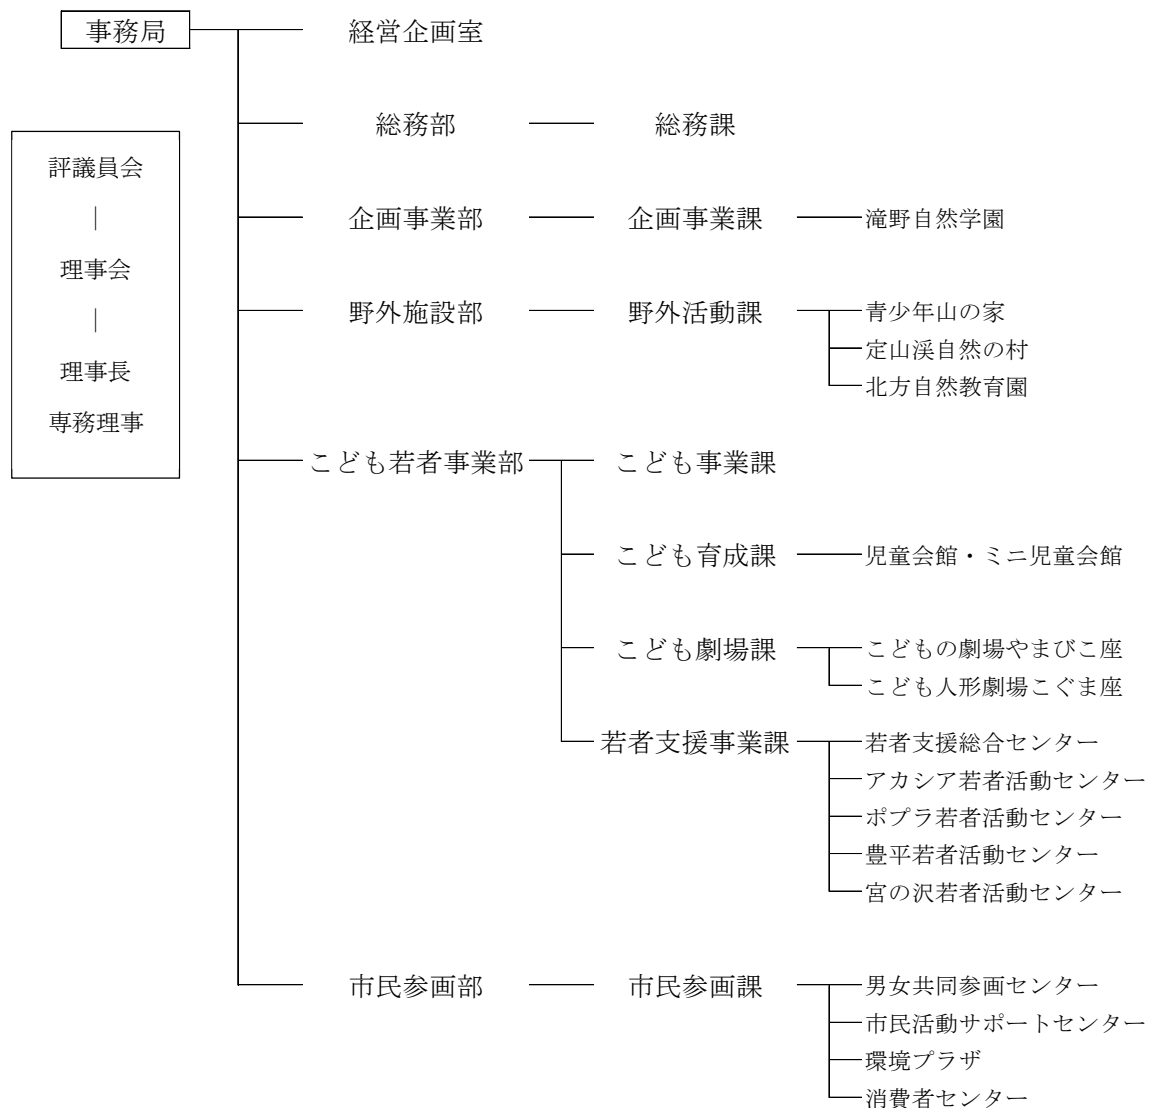 事務局 経営企画室
総務部 総務課
評議員会
｜
理事会
｜
理事長
専務理事
企画事業部 企画事業課 滝野自然学園
野外施設部 野外活動課 青少年山の家
定山渓自然の村
北方自然教育園
こども若者事業部 こども事業課
こども育成課 児童会館・ミニ児童会館
こども劇場課 こどもの劇場やまびこ座
こども人形劇場こぐま座
若者支援事業課 若者支援総合センター
アカシア若者活動センター
ポプラ若者活動センター
豊平若者活動センター
宮の沢若者活動センター
市民参画部 市民参画課 男女共同参画センター
市民活動サポートセンター
環境プラザ
消費者センター